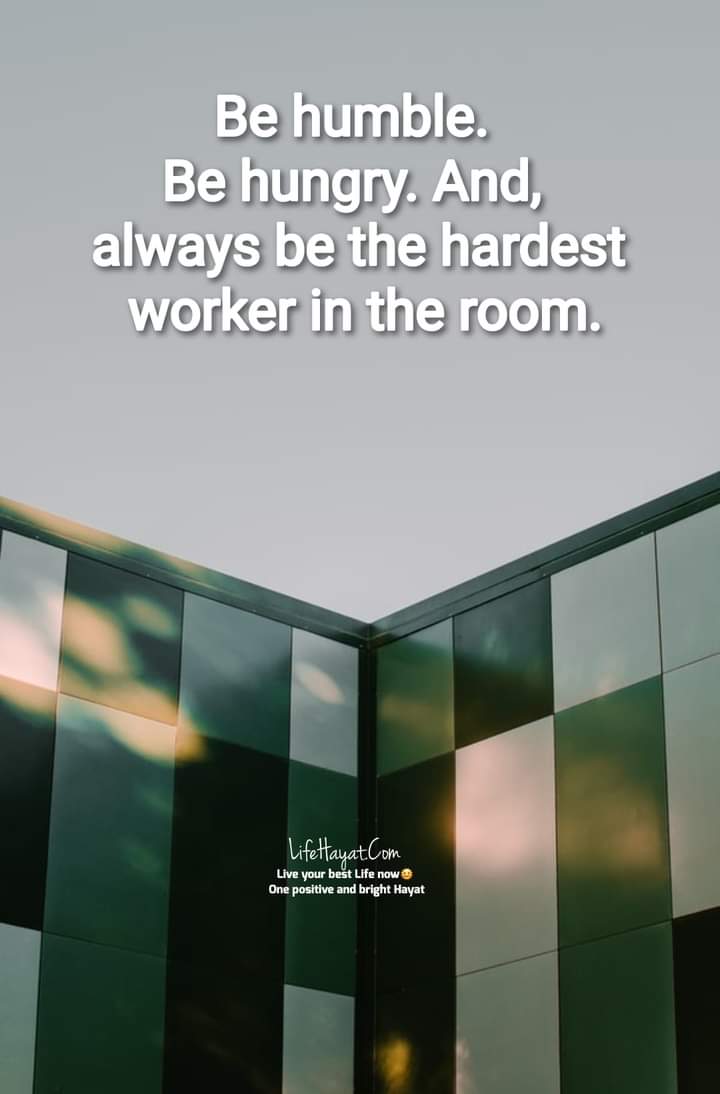 Be humble.
Be hungry. And,
always be the hardest
worker in the room.
LifeHayat.Com
Live your best Life now😊
One positive and bright Hayat